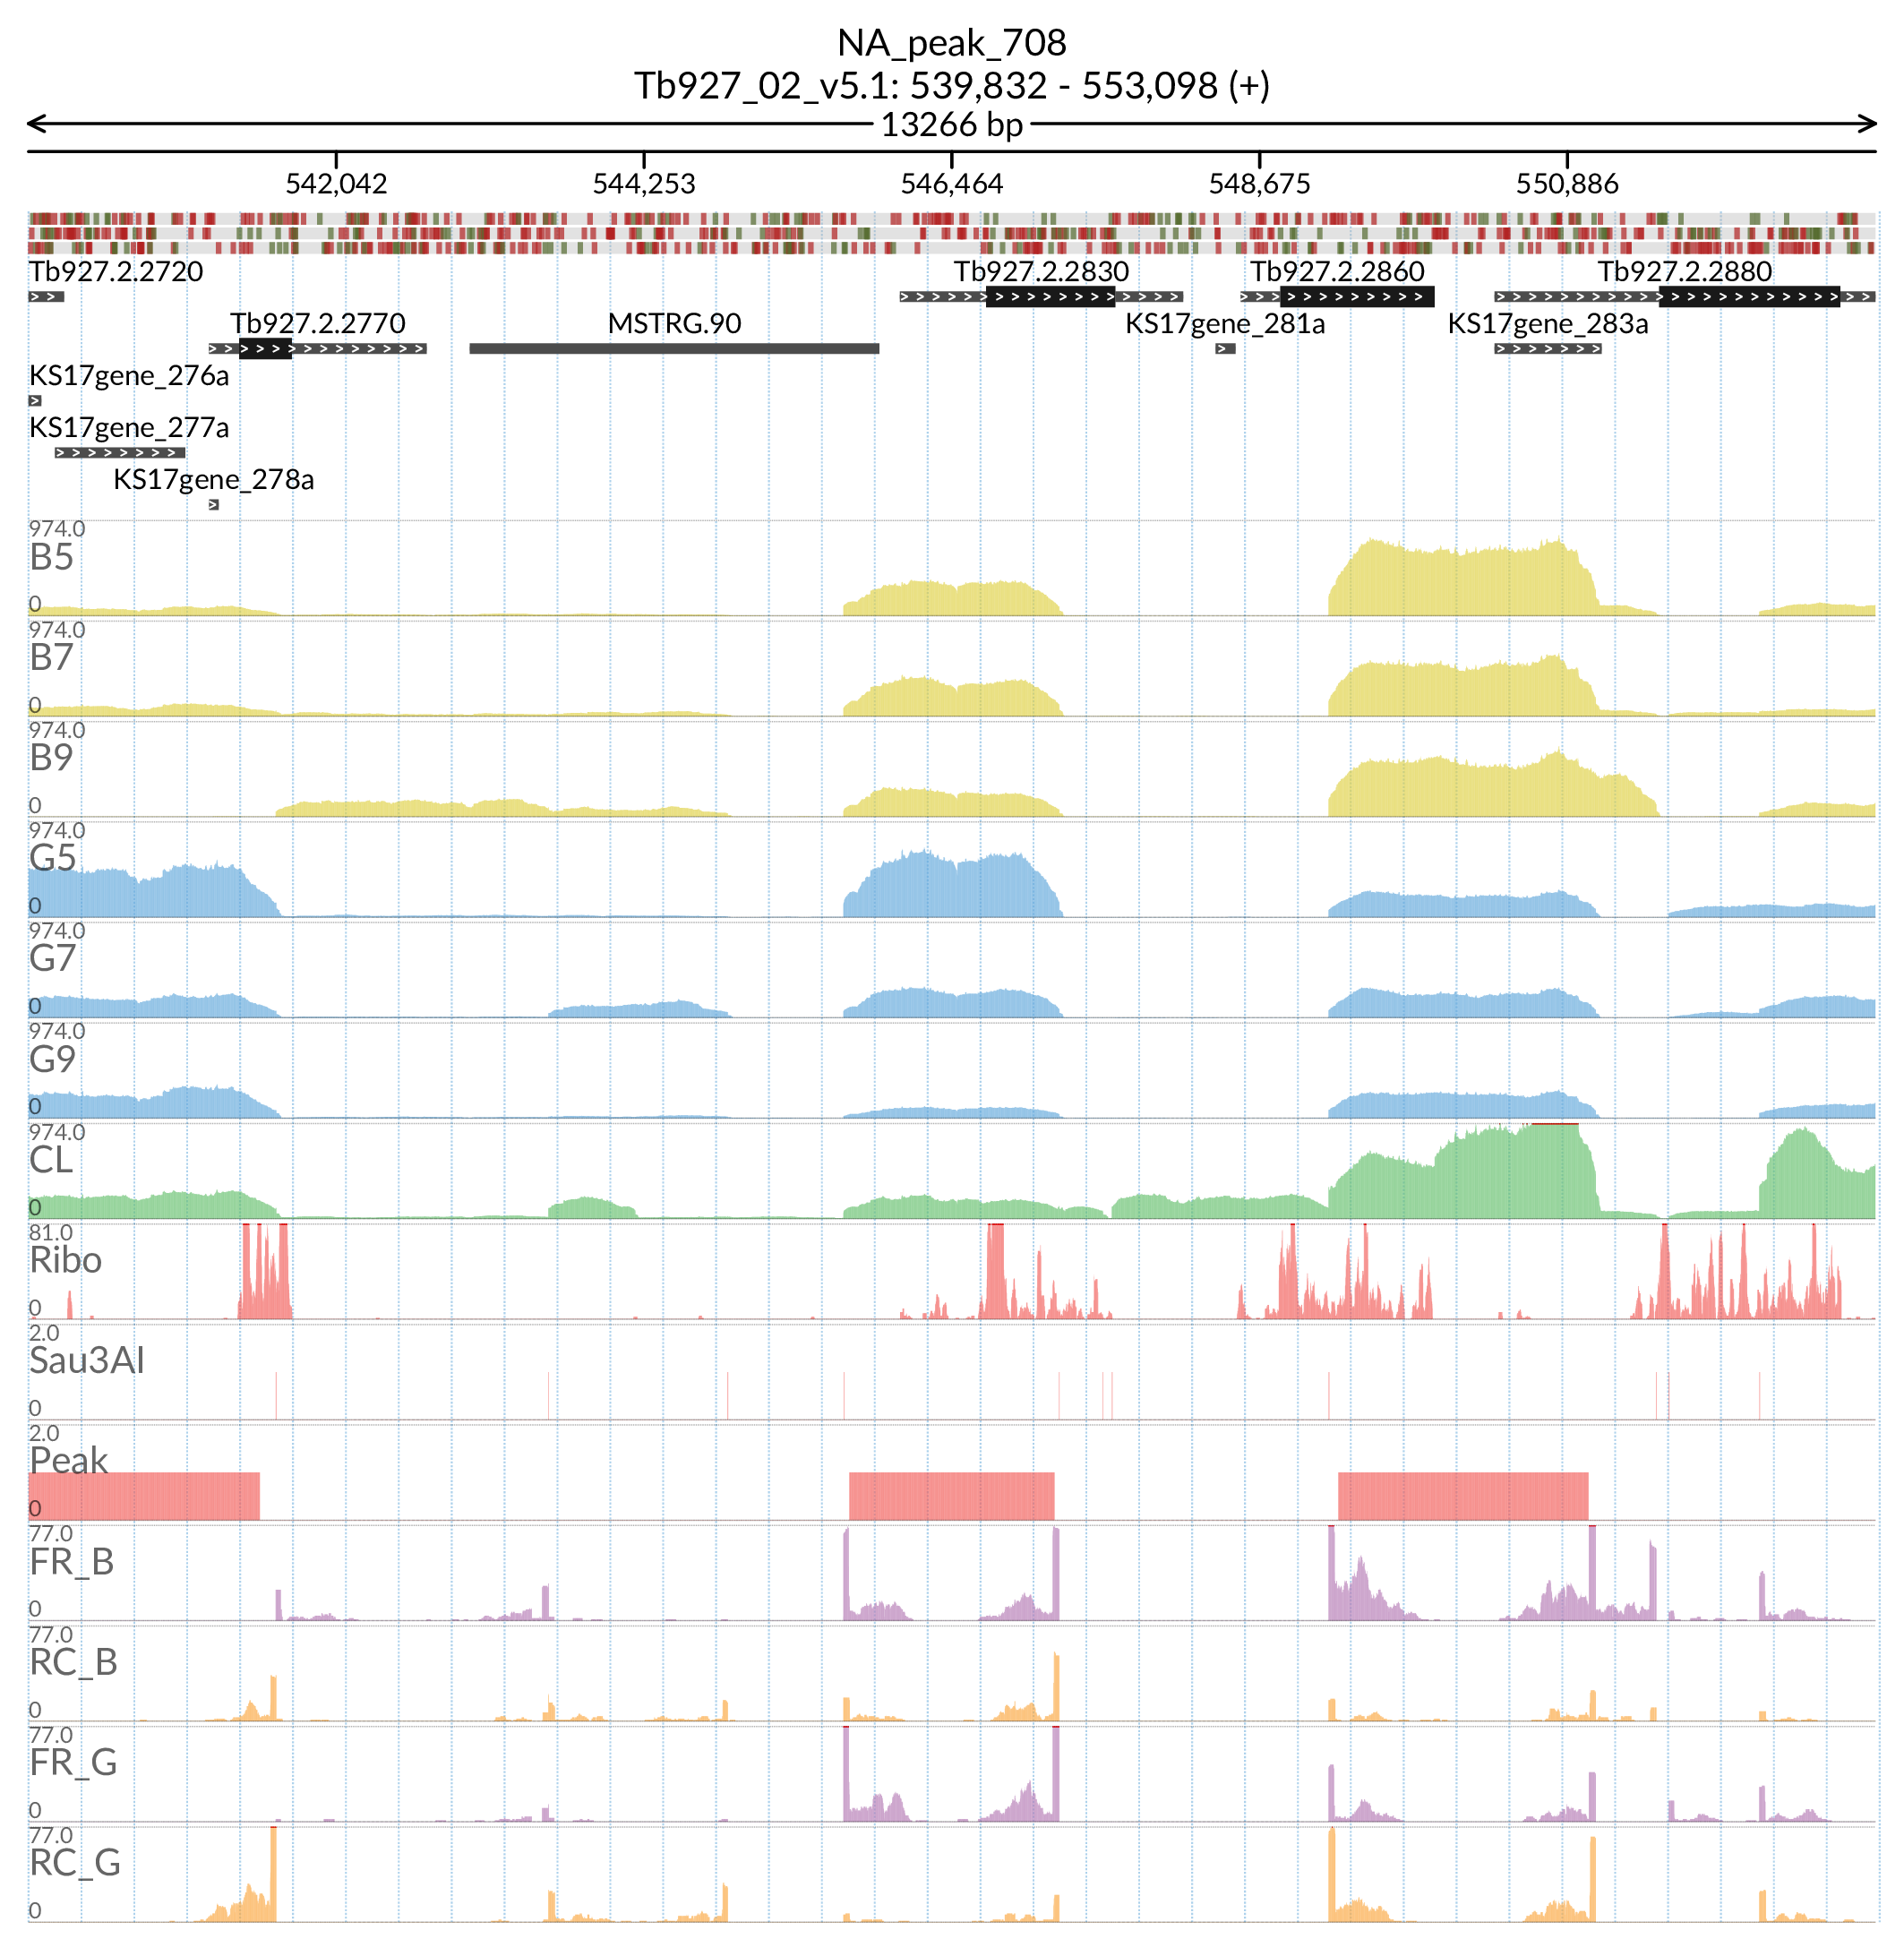 NA_peak_708
Tb927_02_v5.1: 539,832 - 553,098 (+)
13266 bp
542,042 544,253 546,464 548,675 550,886
Tb927.2.2720 Tb927.2.2830 Tb927.2.2860 Tb927.2.2880
Tb927.2.2770 MSTRG.90 KS17gene_281a KS17gene_283a
KS17gene_276a
KS17gene_277a
KS17gene_278a
974.0
B5
0
974.0
B7
0
974.0
B9
0
974.0
G5
0
974.0
G7
0
974.0
G9
0
974.0
CL
0
81.0
Ribo
0
2.0
Sau3AI
0
2.0
Peak
0
77.0
FR_B
0
77.0
RC_B
0
77.0
FR_G
0
77.0
RC_G
0